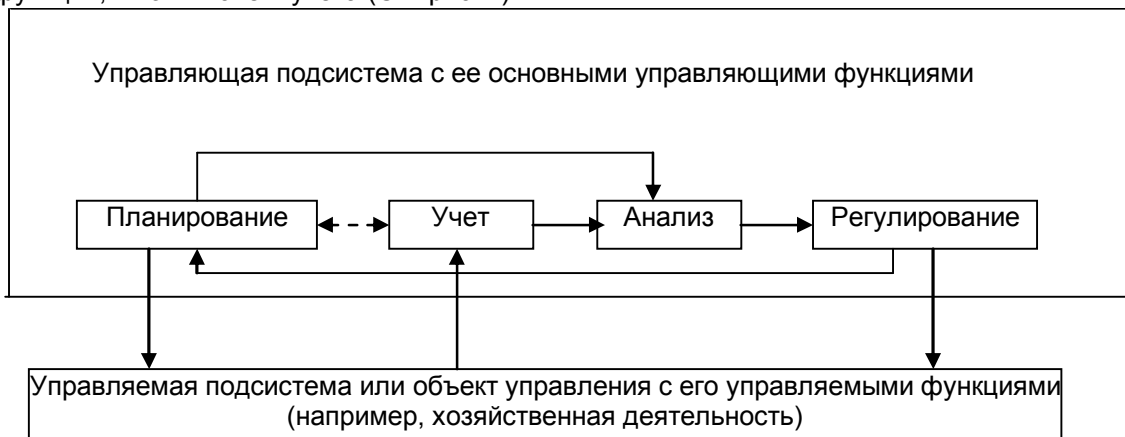 Управляющая подсистема с ее основными управляющими функциями
Планирование
Учет
Анализ
Регулирование
Управляемая подсистема или объект управления с его управляемыми функциями
(например, хозяйственная деятельность)